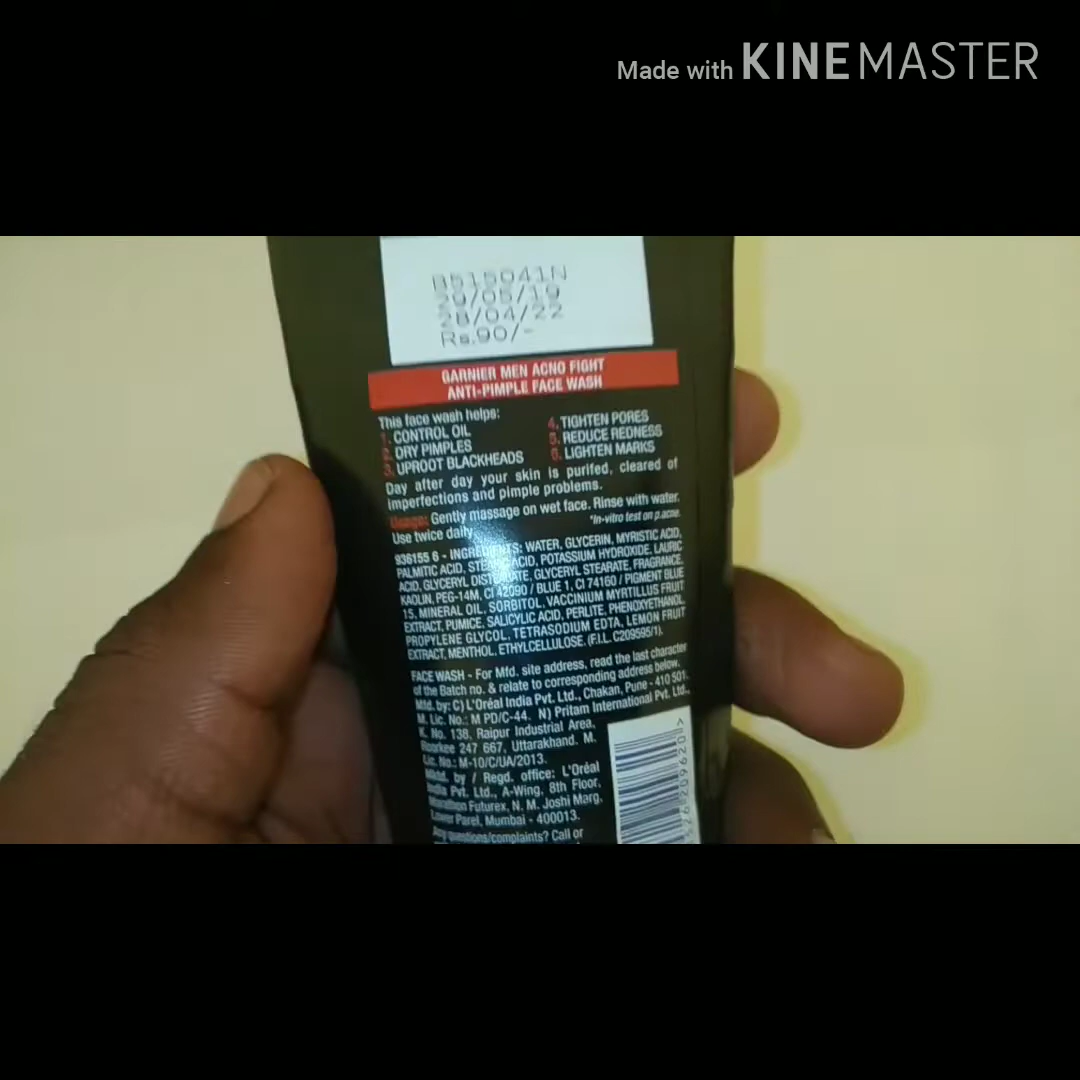 Made with KINEMASTER
B515041N
29/05/19
28/04/22
Rs.90/-
GARNIER MEN ACNO FIGHT
ANTI-PIMPLE FACE WASH
This face wash helps:
1. CONTROL OIL
2. DRY PIMPLES
3. UPROOT BLACKHEADS
4. TIGHTEN PORES
5. REDUCE REDNESS
6. LIGHTEN MARKS
Day after day your skin is purifed, cleared of
imperfections and pimple problems.
Usage: Gently massage on wet face. Rinse with water.
Use twice daily.
*In-vitro test on p.acne.
936155 6 - INGREDIENTS: WATER, GLYCERIN, MYRISTIC ACID,
PALMITIC ACID, STEARIC ACID, POTASSIUM HYDROXIDE, LAURIC
ACID, GLYCERYL DISTEARATE, GLYCERYL STEARATE, FRAGRANCE,
KAOLIN, PEG-14M, CI 42090 / BLUE 1, CI 74160 / PIGMENT BLUE
15, MINERAL OIL, SORBITOL, VACCINIUM MYRTILLUS FRUIT
EXTRACT, PUMICE, SALICYLIC ACID, PERLITE, PHENOXYETHANOL,
PROPYLENE GLYCOL, TETRASODIUM EDTA, LEMON FRUIT
EXTRACT, MENTHOL, ETHYLCELLULOSE. (F.I.L. C209595/1).
FACE WASH - For Mfd. site address, read the last character
of the Batch no. & relate to corresponding address below.
Mfd. by: C) L'Oréal India Pvt. Ltd., Chakan, Pune - 410 501.
M. Lic. No.: M PD/C-44. N) Pritam International Pvt. Ltd.,
K. No. 138, Raipur Industrial Area,
Roorkee 247 667, Uttarakhand. M.
Lic. No.: M-10/C/UA/2013.
Mktd. by / Regd. office: L'Oréal
India Pvt. Ltd., A-Wing, 8th Floor,
Marathon Futurex, N. M. Joshi Marg,
Lower Parel, Mumbai - 400013.
Any questions/complaints? Call or